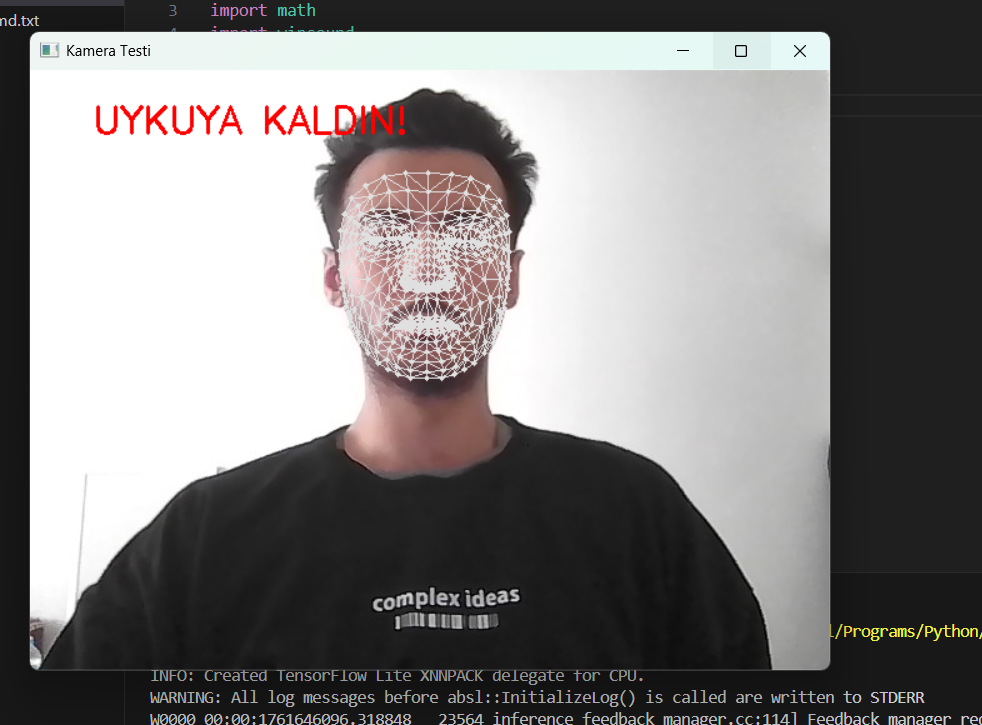 md.txt
3 import math
4 import winsound
Kamera Testi
UYKUYA KALDIN!
complex ideas
l/Programs/Python/
INFO: Created TensorFlow Lite XNNPACK delegate for CPU.
WARNING: All log messages before absl::InitializeLog() is called are written to STDERR
W0000 00:00:1761646096.318848 23564 inference_feedback_manager.cc:114] Feedback manager req